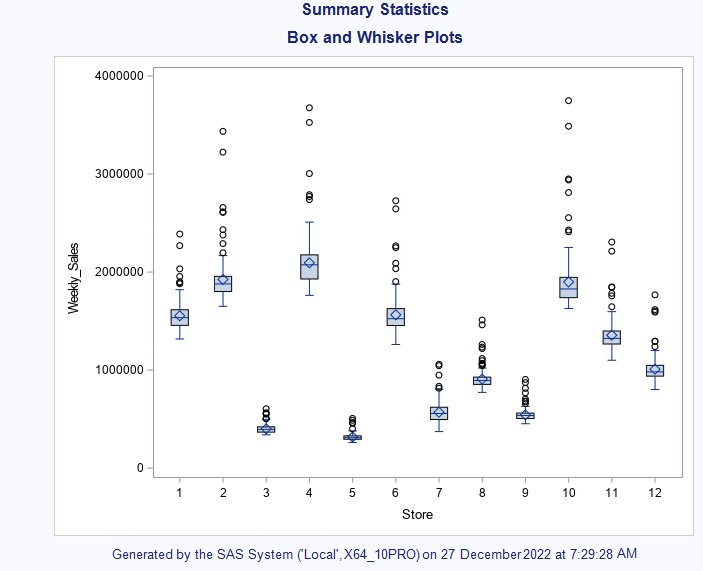 Summary Statistics
Box and Whisker Plots
4000000
3000000
2000000
1000000
0
Weekly_Sales
1 2 3 4 5 6 7 8 9 10 11 12
Store
Generated by the SAS System ('Local', X64_10PRO) on 27 December 2022 at 7:29:28 AM